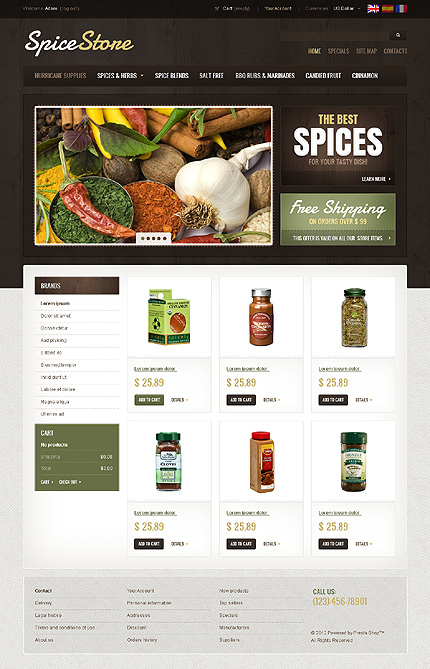 Welcome Adam (log out)
Cart (empty)
Your Account
Currencies US Dollar
SpiceStore
HOME SPECIALS SITE MAP CONTACTS
HURRICANE SUPPLIES SPICES & HERBS SPICE BLENDS SALT FREE BBQ RUBS & MARINADES CANDIED FRUIT CINNAMON
THE BEST
SPICES
FOR YOUR TASTY DISH!
LEARN MORE
Free Shipping
ON ORDERS OVER $ 99
THIS OFFER IS VALID ON ALL OUR STORE ITEMS
BRANDS
Lorem ipsum
Dolor sit amet
Conse ctetur
Elit sed do
Eius mod tempor
Incidi dunt ut
Labore et dolore
Magna aliqua
Ut enim ad
CART
No products
Shipping $0.00
Total $0.00
CART CHECK OUT
CINNAMON
Lorem ipsum dolor
$ 25.89
ADD TO CART DETAILS
Lorem ipsum dolor
$ 25.89
ADD TO CART DETAILS
Lorem ipsum dolor
$ 25.89
ADD TO CART DETAILS
CLOVES
Lorem ipsum dolor
$ 25.89
ADD TO CART DETAILS
Lorem ipsum dolor
$ 25.89
ADD TO CART DETAILS
Lorem ipsum dolor
$ 25.89
ADD TO CART DETAILS
Contact
Delivery
Legal Notice
Terms and conditions of use
About us
Your Account
Personal information
Addresses
Discount
Orders history
New products
Top sellers
Specials
Manufacturers
Suppliers
CALL US:
(123) 456-78901
© 2012 Powered by Presta Shop™.
All Rights Reserved